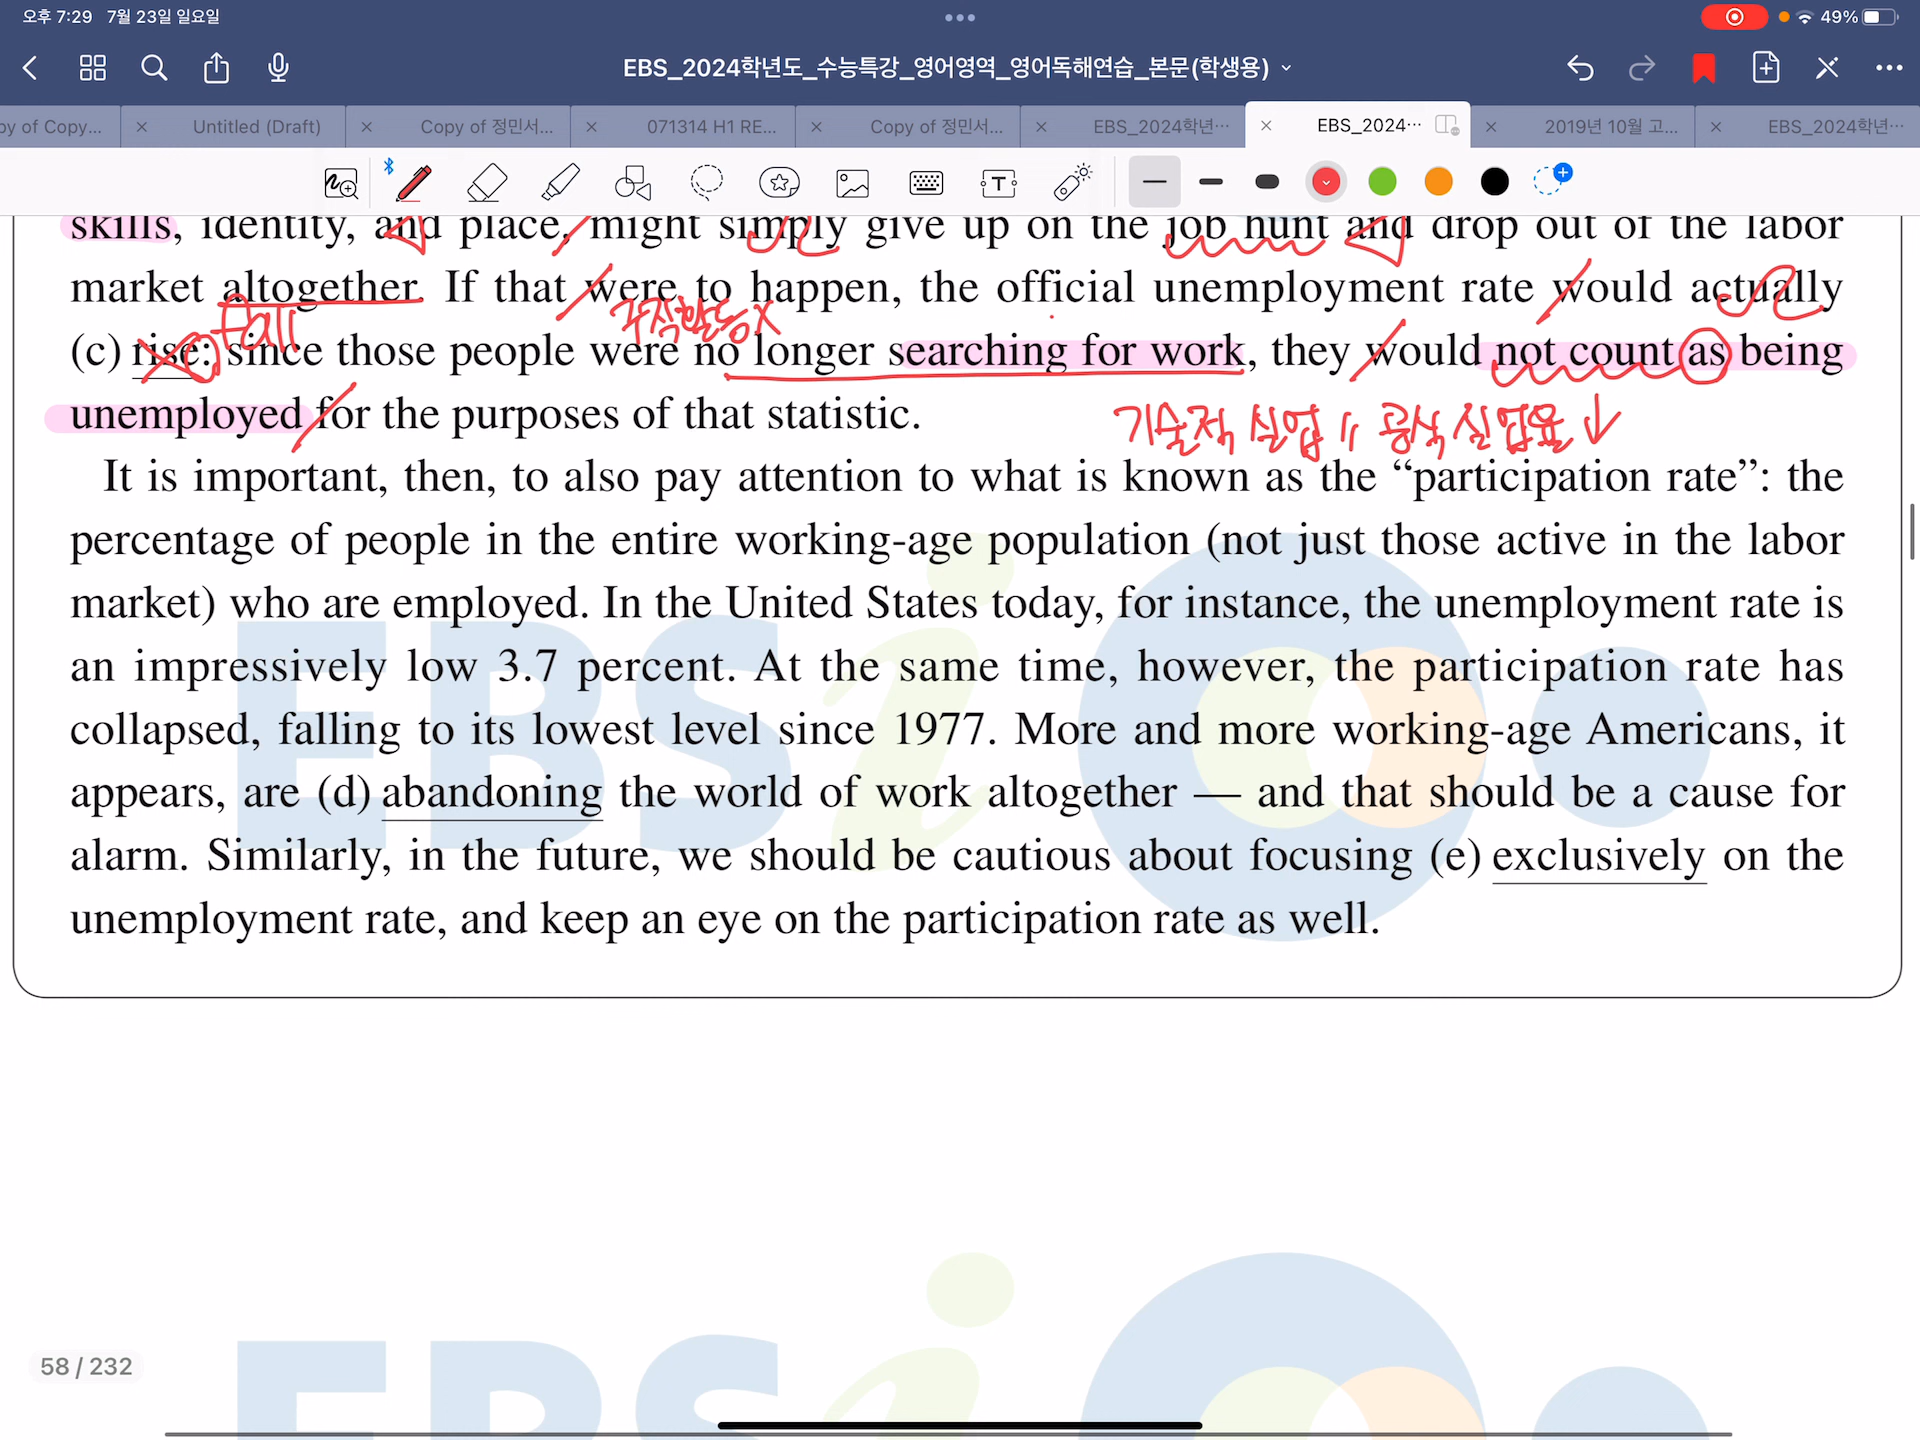 오후 7:29 7월 23일 일요일
49%
EBS_2024학년도_수능특강_영어영역_영어독해연습_본문(학생용)
py of Copy... Untitled (Draft) Copy of 정민서... 071314 H1 RE... Copy of 정민서... EBS_2024학년... EBS_2024... 2019년 10월 고... EBS_2024학년...
skills, identity, and place, might simply give up on the job hunt and drop out of the labor
market altogether. If that were to happen, the official unemployment rate would actually
fall 구직활동X
(c) rise: since those people were no longer searching for work, they would not count as being
unemployed for the purposes of that statistic.
기술적 실업 // 공식 실업율 ↓
It is important, then, to also pay attention to what is known as the “participation rate”: the
percentage of people in the entire working-age population (not just those active in the labor
market) who are employed. In the United States today, for instance, the unemployment rate is
an impressively low 3.7 percent. At the same time, however, the participation rate has
collapsed, falling to its lowest level since 1977. More and more working-age Americans, it
appears, are (d) abandoning the world of work altogether — and that should be a cause for
alarm. Similarly, in the future, we should be cautious about focusing (e) exclusively on the
unemployment rate, and keep an eye on the participation rate as well.
EBSi
58 / 232
EBSi